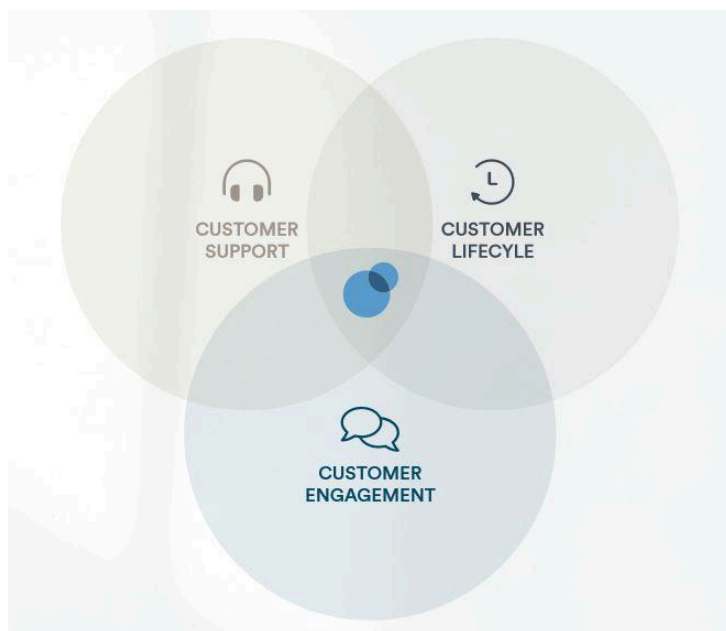 CUSTOMER
SUPPORT
CUSTOMER
LIFECYLE
CUSTOMER
ENGAGEMENT